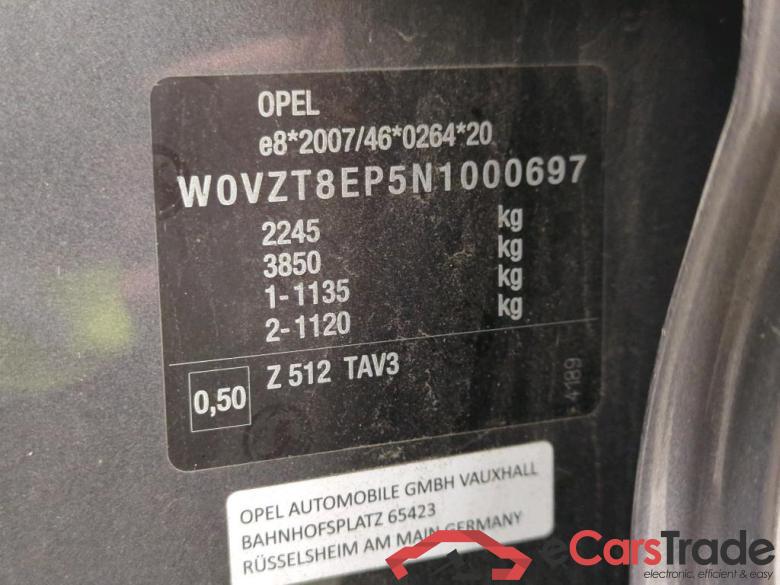 OPEL
e8*2007/46*0264*20
W0VZT8EP5N1000697
2245 kg
3850 kg
1-1135 kg
2-1120 kg
0,50 Z 512 TAV3
4189
OPEL AUTOMOBILE GMBH VAUXHALL
BAHNHOFSPLATZ 65423
RÜSSELSHEIM AM MAIN GERMANY
eCarsTrade
electronic, efficient & easy